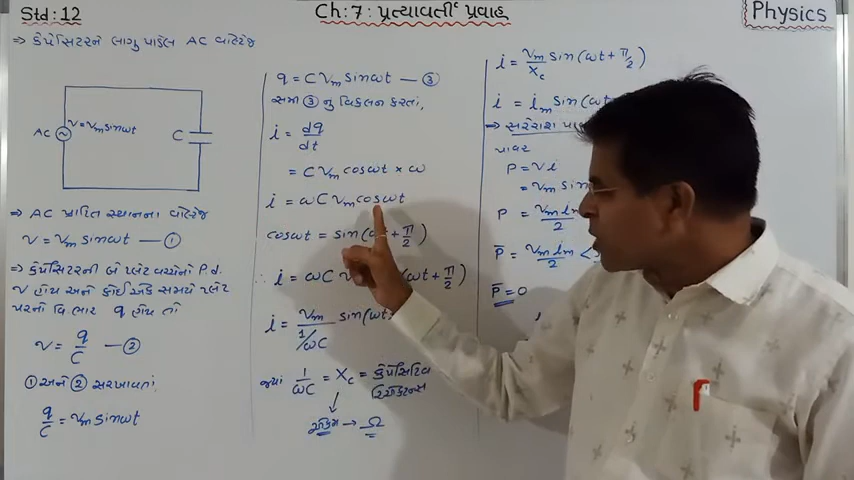 Std:12
Ch:7: પ્રત્યાવર્તી પ્રવાહ
Physics
⇒ કેપેસિટરને લાગુ પાડેલ AC વોલ્ટેજ
AC
V=Vm sinωt
C
⇒ AC પ્રાપ્તિ સ્થાનના વોલ્ટેજ
V = Vm sinωt — ①
⇒ કેપેસિટરની બે પ્લેટ વચ્ચેનો P.d.
V હોય અને કોઈ એક સમયે પ્લેટ
પરનો વિ.ભાર q હોય તો
V = q/C — ②
① અને ② સરખાવતાં
q/C = Vm sinωt
q = CVm sinωt — ③
સમી ③ નુ વિકલન કરતાં,
i = dq/dt
= CVm cosωt × ω
i = ωCVm cosωt
cosωt = sin(ωt + π/2)
∴ i = ωC (ωt + π/2)
i = Vm/(1/ωC) sin(ωt
જ્યાં 1/ωC = Xc = કેપેસિટિવ
રિએક્ટન્સ
એકમ → Ω
i = Vm/Xc sin(ωt + π/2)
i = im sin(ωt
⇒ સરેરાશ
પાવર
P = Vi
= Vm sin
P = Vm im/2
P̅ = Vm im/2 <
P̅ = 0